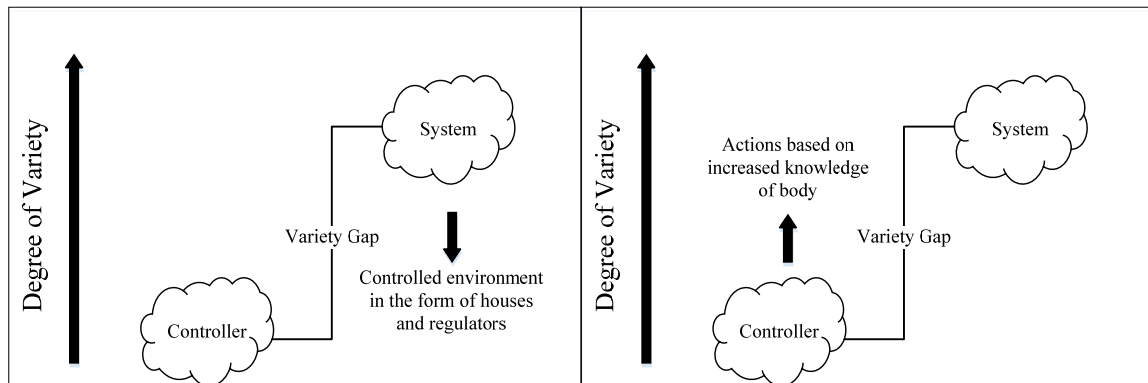 Degree of Variety
System
Variety Gap
Controlled environment
in the form of houses
and regulators
Controller
Degree of Variety
System
Actions based on
increased knowledge
of body
Variety Gap
Controller